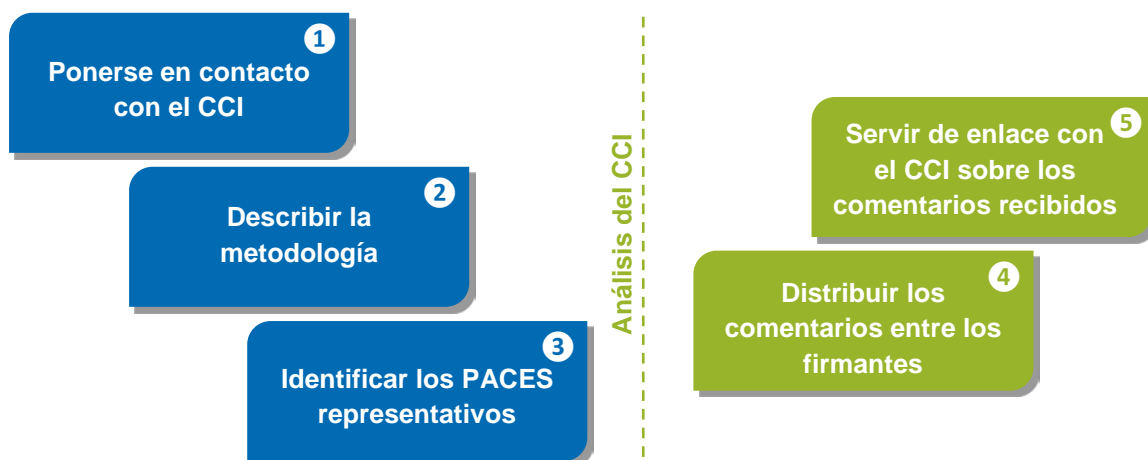 1
Ponerse en contacto
con el CCI
2
Describir la
metodología
3
Identificar los PACES
representativos
Análisis del CCI
5
Servir de enlace con
el CCI sobre los
comentarios recibidos
4
Distribuir los
comentarios entre los
firmantes